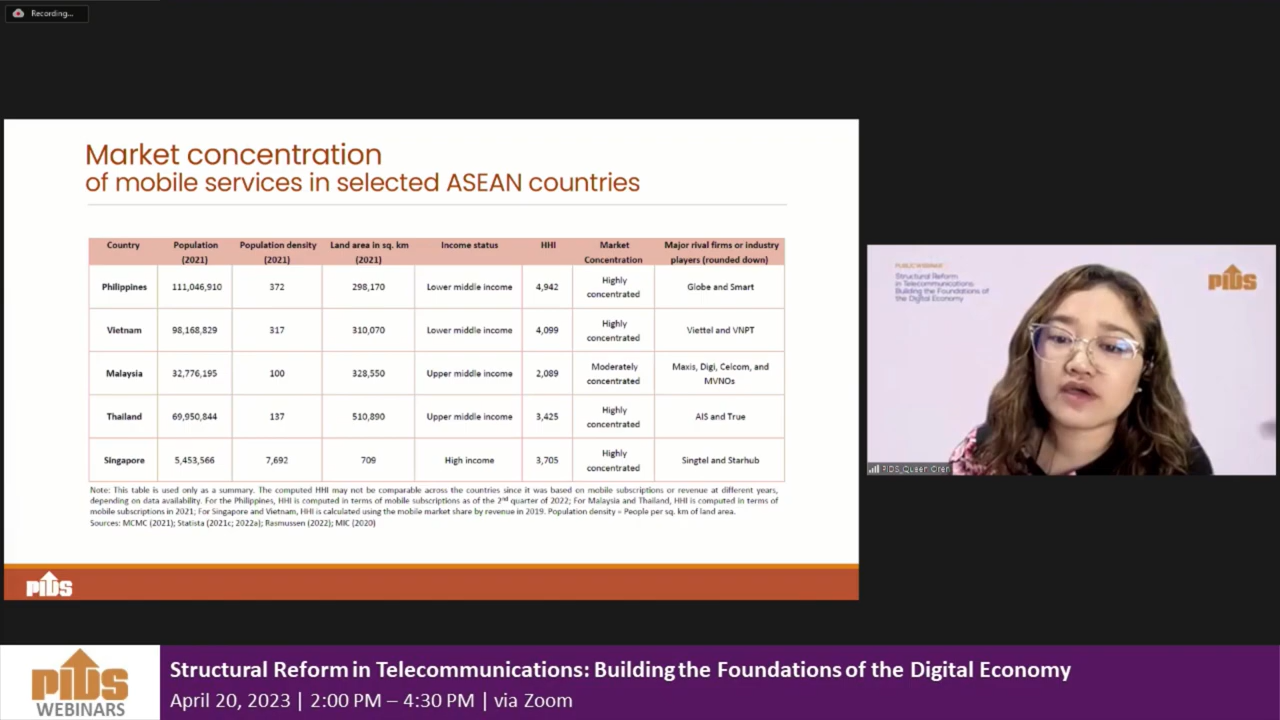 Recording...
Market concentration
of mobile services in selected ASEAN countries
Country Population (2021) Population density (2021) Land area in sq. km (2021) Income status HHI Market Concentration Major rival firms or industry players (rounded down)
Philippines 111,046,910 372 298,170 Lower middle income 4,942 Highly concentrated Globe and Smart
Vietnam 98,168,829 317 310,070 Lower middle income 4,099 Highly concentrated Viettel and VNPT
Malaysia 32,776,195 100 328,550 Upper middle income 2,089 Moderately concentrated Maxis, Digi, Celcom, and MVNOs
Thailand 69,950,844 137 510,890 Upper middle income 3,425 Highly concentrated AIS and True
Singapore 5,453,566 7,692 709 High income 3,705 Highly concentrated Singtel and Starhub
Note: This table is used only as a summary. The computed HHI may not be comparable across the countries since it was based on mobile subscriptions or revenue at different years,
depending on data availability. For the Philippines, HHI is computed in terms of mobile subscriptions as of the 2nd quarter of 2022; For Malaysia and Thailand, HHI is computed in terms of
mobile subscriptions in 2021; For Singapore and Vietnam, HHI is calculated using the mobile market share by revenue in 2019. Population density = People per sq. km of land area.
Sources: MCMC (2021); Statista (2021c; 2022a); Rasmussen (2022); MIC (2020)
PIDS
PUBLIC WEBINAR
Structural Reform
in Telecommunications:
Building the Foundations of
the Digital Economy
PIDS
PIDS_Queen Oren
PIDS
WEBINARS
Structural Reform in Telecommunications: Building the Foundations of the Digital Economy
April 20, 2023 | 2:00 PM – 4:30 PM | via Zoom